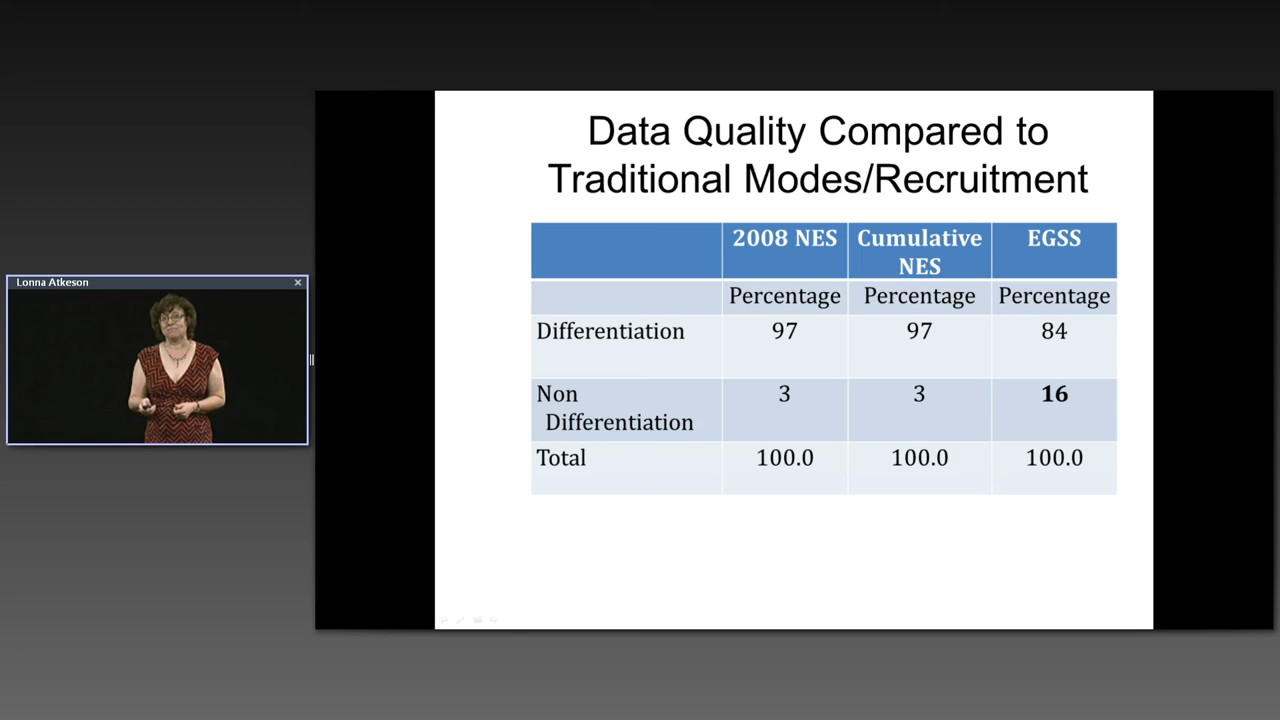 Data Quality Compared to
Traditional Modes/Recruitment
Lonna Atkeson
2008 NES Cumulative NES EGSS
Percentage Percentage Percentage
Differentiation 97 97 84
Non Differentiation 3 3 16
Total 100.0 100.0 100.0